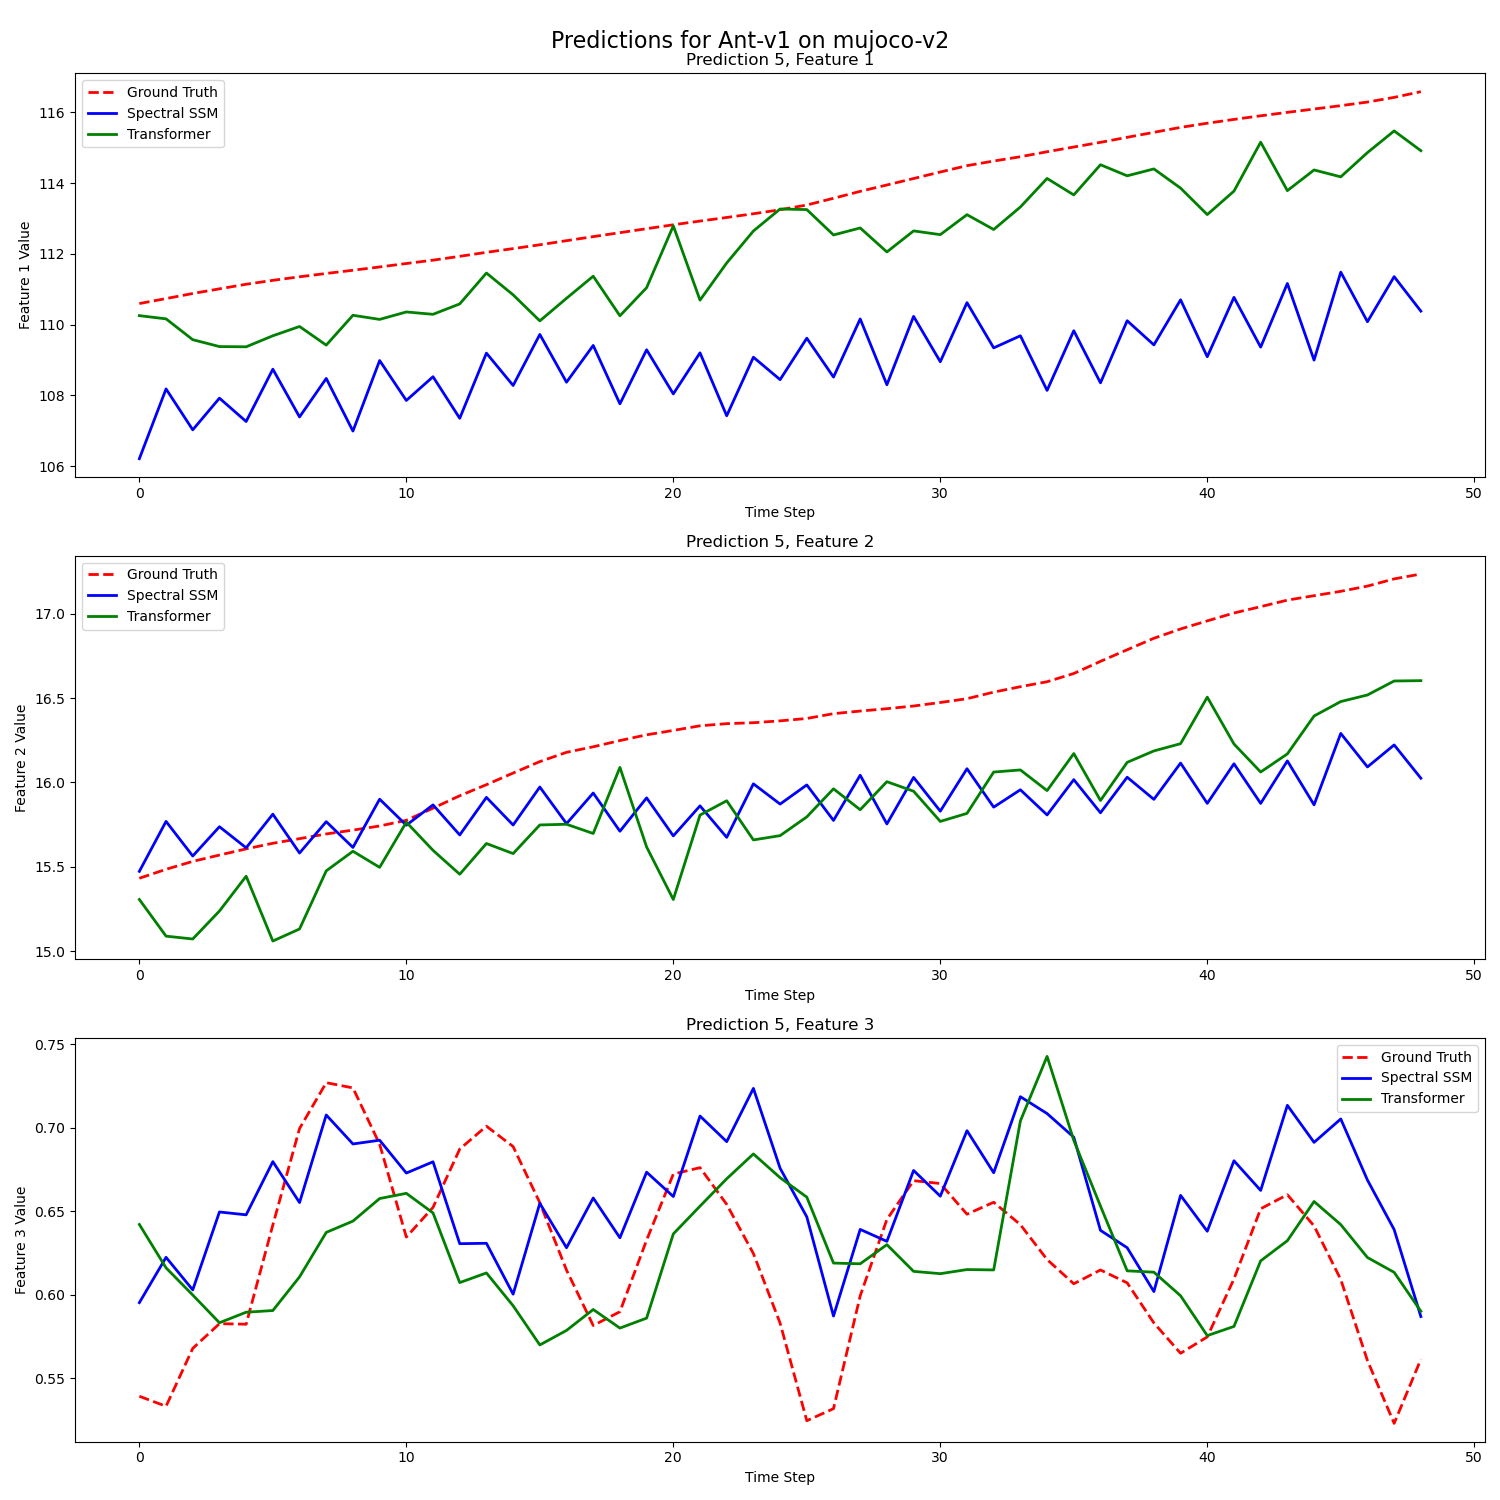 Predictions for Ant-v1 on mujoco-v2
Prediction 5, Feature 1
Ground Truth
Spectral SSM
Transformer
116
114
112
110
108
106
Feature 1 Value
0 10 20 30 40 50
Time Step
Prediction 5, Feature 2
Ground Truth
Spectral SSM
Transformer
17.0
16.5
16.0
15.5
15.0
Feature 2 Value
0 10 20 30 40 50
Time Step
Prediction 5, Feature 3
Ground Truth
Spectral SSM
Transformer
0.75
0.70
0.65
0.60
0.55
Feature 3 Value
0 10 20 30 40 50
Time Step